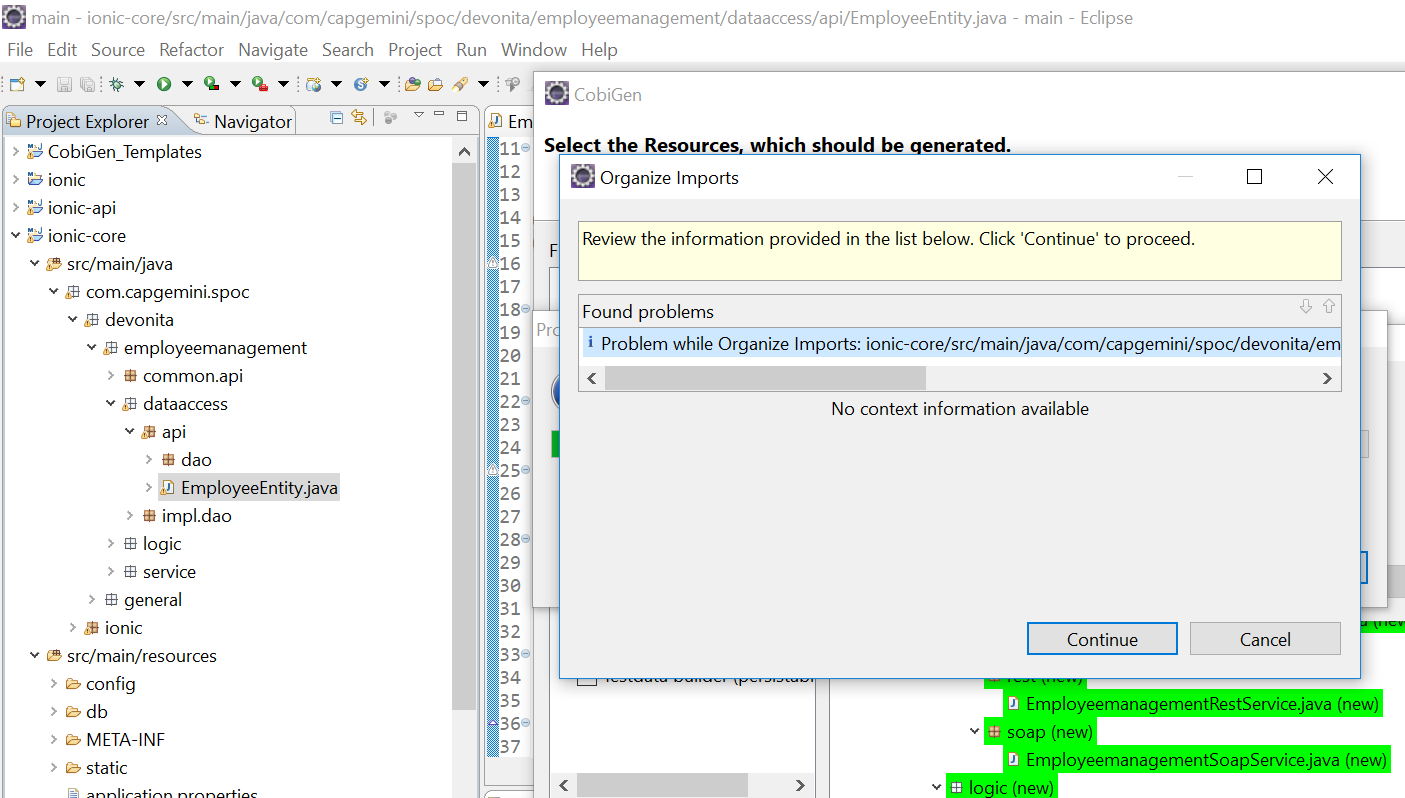 main - ionic-core/src/main/java/com/capgemini/spoc/devonita/employeemanagement/dataaccess/api/EmployeeEntity.java - main - Eclipse
File Edit Source Refactor Navigate Search Project Run Window Help
Project Explorer
Navigator
CobiGen_Templates
ionic
ionic-api
ionic-core
src/main/java
com.capgemini.spoc
devonita
employeemanagement
common.api
dataaccess
api
dao
EmployeeEntity.java
impl.dao
logic
service
general
ionic
src/main/resources
config
db
META-INF
static
application.properties
Em
11
12
13
14
15
16
17
18
19
20
21
22
23
24
25
26
27
28
29
30
31
32
33
34
35
36
37
CobiGen
Select the Resources, which should be generated.
F
Pro
Organize Imports
Review the information provided in the list below. Click 'Continue' to proceed.
Found problems
i Problem while Organize Imports: ionic-core/src/main/java/com/capgemini/spoc/devonita/em
No context information available
Continue
Cancel
Testdata builder (persistabl
rest (new)
EmployeemanagementRestService.java (new)
soap (new)
EmployeemanagementSoapService.java (new)
logic (new)